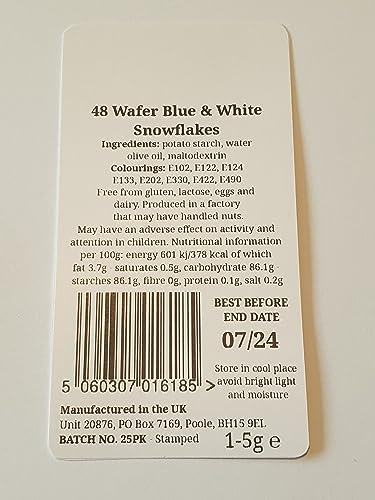 48 Wafer Blue & White
Snowflakes
Ingredients: potato starch, water
olive oil, maltodextrin
Colourings: E102, E122, E124
E133, E202, E330, E422, E490
Free from gluten, lactose, eggs and
dairy. Produced in a factory
that may have handled nuts.
May have an adverse effect on activity and
attention in children. Nutritional information
per 100g: energy 601 kj/378 kcal of which
fat 3.7g - saturates 0.5g, carbohydrate 86.1g -
starches 86.1g, fibre 0g, protein 0.1g, salt 0.2g
BEST BEFORE
END DATE
07/24
Store in cool place
avoid bright light
and moisture
5 060307 016185 >
Manufactured in the UK
Unit 20876, PO Box 7169, Poole, BH15 9EL
BATCH NO. 25PK - Stamped
1-5g e